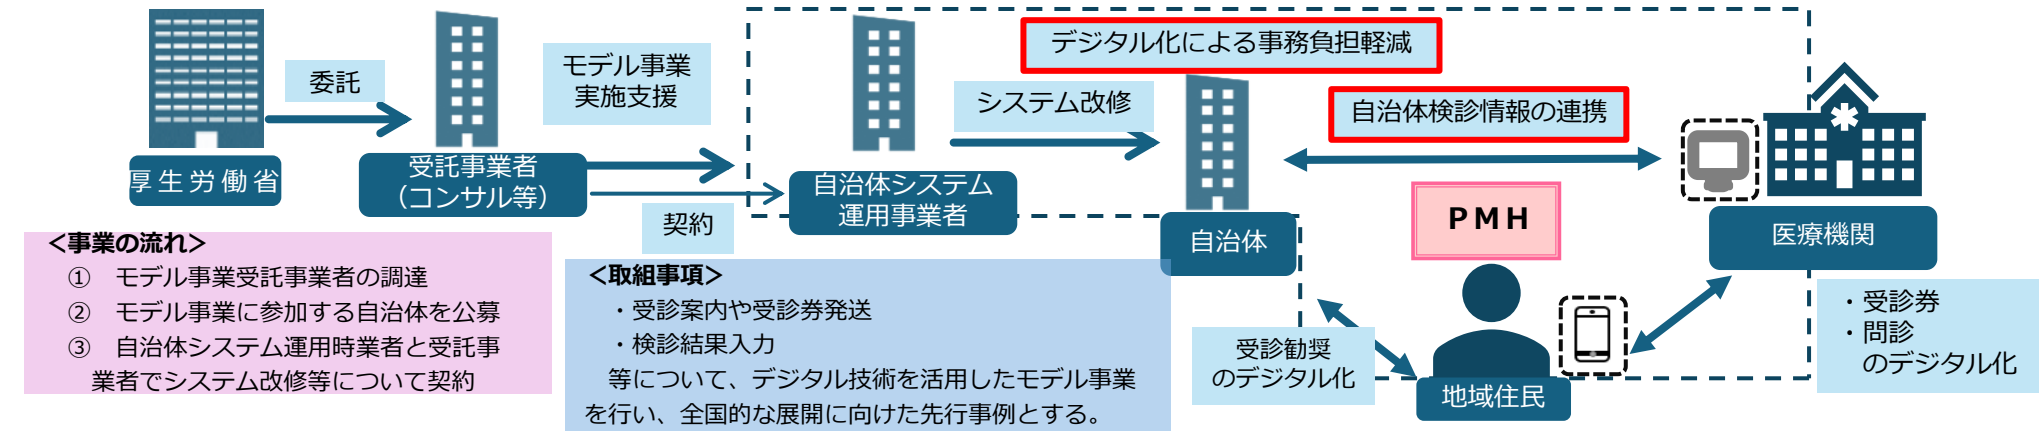 委託
厚生労働省
受託事業者
（コンサル等）
モデル事業
実施支援
契約
自治体システム
運用事業者
システム改修
デジタル化による事務負担軽減
自治体
自治体検診情報の連携
ＰＭＨ
医療機関
受診勧奨
のデジタル化
地域住民
・受診券
・問診
のデジタル化
＜事業の流れ＞
①　モデル事業受託事業者の調達
②　モデル事業に参加する自治体を公募
③　自治体システム運用時業者と受託事
業者でシステム改修等について契約
＜取組事項＞
・受診案内や受診券発送
・検診結果入力
等について、デジタル技術を活用したモデル事業
を行い、全国的な展開に向けた先行事例とする。